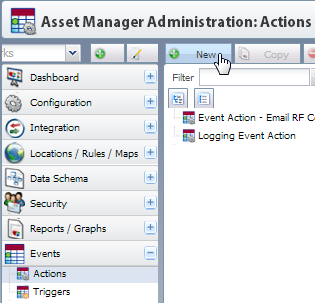 Asset Manager Administration: Actions
New
Copy
Filter
Dashboard
Configuration
Integration
Locations / Rules / Maps
Data Schema
Security
Reports / Graphs
Events
Actions
Triggers
Event Action - Email RF
Logging Event Action